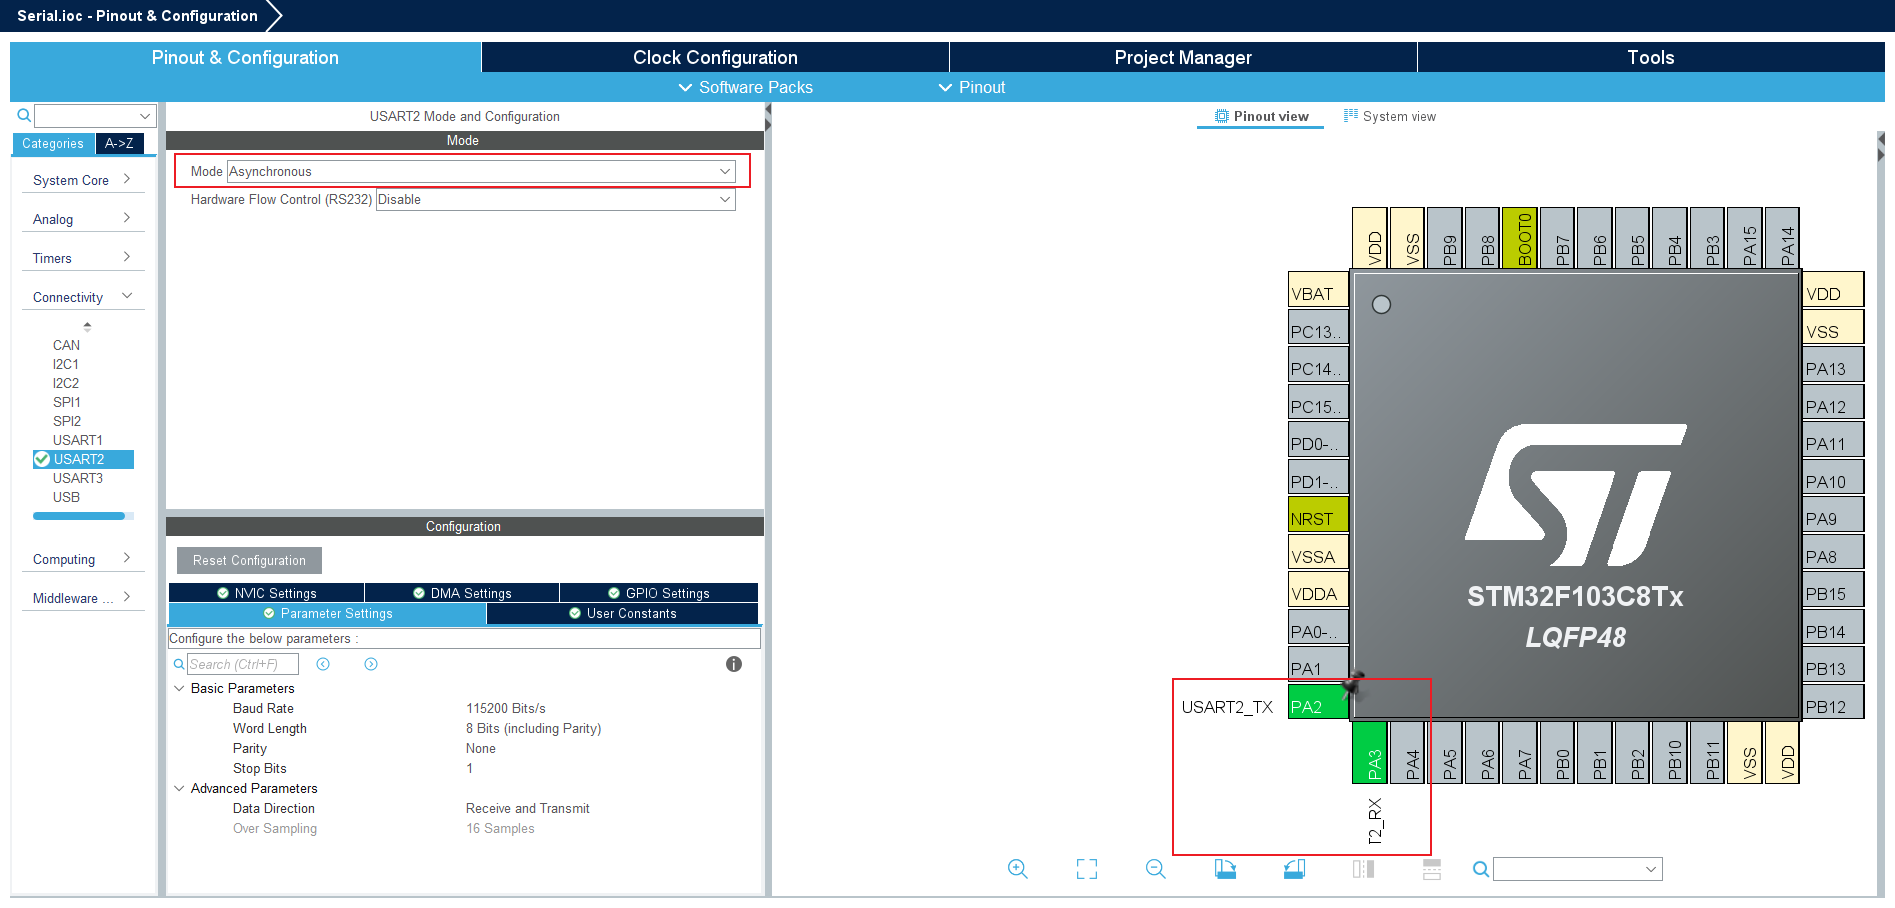 Serial.ioc - Pinout & Configuration
Pinout & Configuration
Clock Configuration
Project Manager
Tools
Software Packs
Pinout
Categories
A->Z
System Core
Analog
Timers
Connectivity
CAN
I2C1
I2C2
SPI1
SPI2
USART1
USART2
USART3
USB
Computing
Middleware ...
USART2 Mode and Configuration
Mode
Mode Asynchronous
Hardware Flow Control (RS232) Disable
Configuration
Reset Configuration
NVIC Settings
DMA Settings
GPIO Settings
Parameter Settings
User Constants
Configure the below parameters :
Search (Ctrl+F)
Basic Parameters
Baud Rate 115200 Bits/s
Word Length 8 Bits (including Parity)
Parity None
Stop Bits 1
Advanced Parameters
Data Direction Receive and Transmit
Over Sampling 16 Samples
Pinout view
System view
VDD
VSS
PB9
PB8
BOOT0
PB7
PB6
PB5
PB4
PB3
PA15
PA14
VBAT
PC13..
PC14..
PC15..
PD0-..
PD1-..
NRST
VSSA
VDDA
PA0-..
PA1
USART2_TX PA2
STM32F103C8Tx
LQFP48
VDD
VSS
PA13
PA12
PA11
PA10
PA9
PA8
PB15
PB14
PB13
PB12
PA3
PA4
PA5
PA6
PA7
PB0
PB1
PB2
PB10
PB11
VSS
VDD
T2_RX